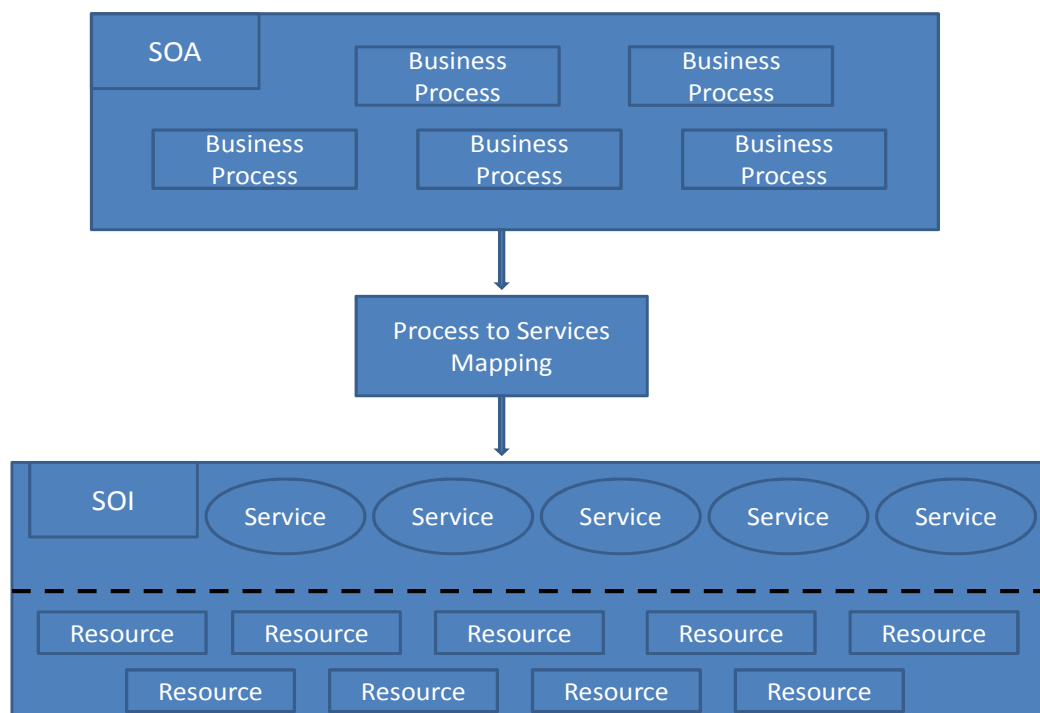 SOA
Business
Process
Business
Process
Business
Process
Business
Process
Business
Process
Process to Services
Mapping
SOI
Service
Service
Service
Service
Service
Resource
Resource
Resource
Resource
Resource
Resource
Resource
Resource
Resource